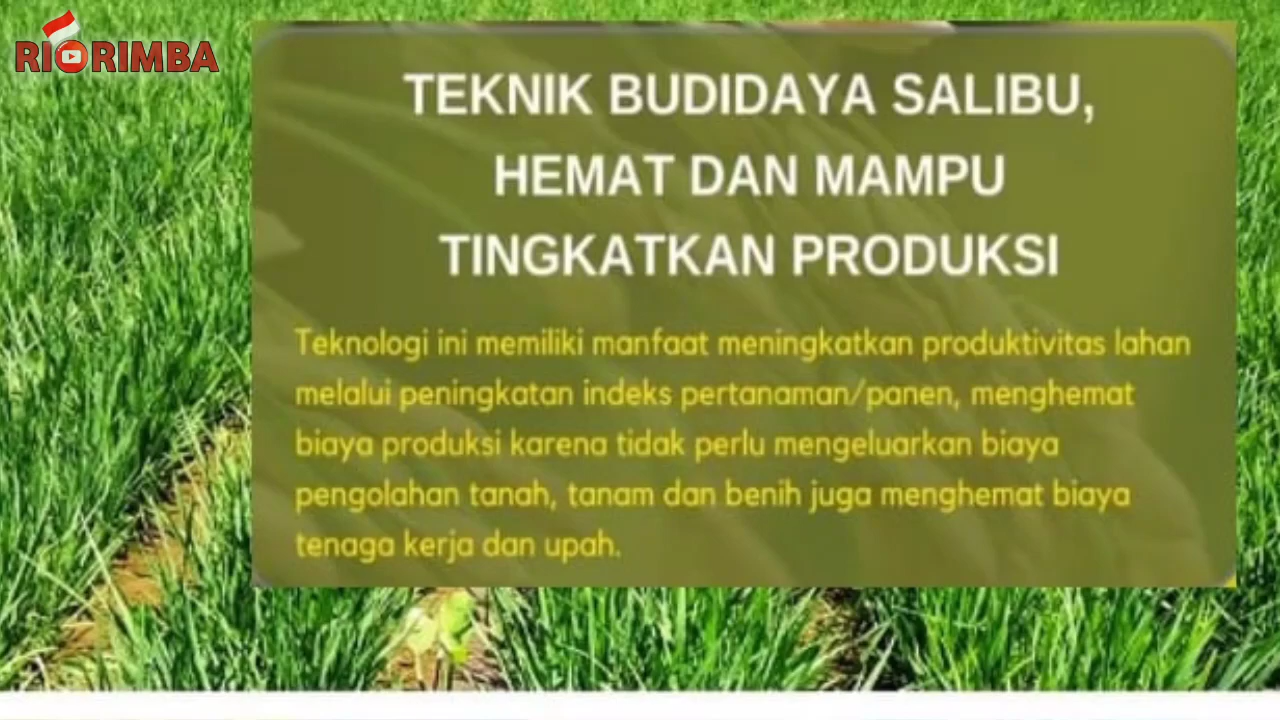 RIORIMBA
TEKNIK BUDIDAYA SALIBU,
HEMAT DAN MAMPU
TINGKATKAN PRODUKSI
Teknologi ini memiliki manfaat meningkatkan produktivitas lahan
melalui peningkatan indeks pertanaman/panen, menghemat
biaya produksi karena tidak perlu mengeluarkan biaya
pengolahan tanah, tanam dan benih juga menghemat biaya
tenaga kerja dan upah.